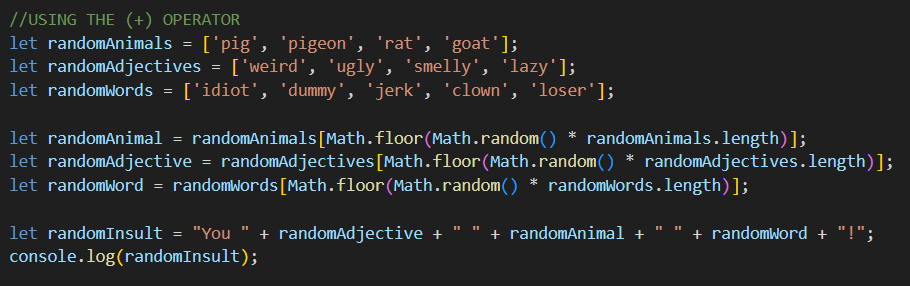 //USING THE (+) OPERATOR
let randomAnimals = ['pig', 'pigeon', 'rat', 'goat'];
let randomAdjectives = ['weird', 'ugly', 'smelly', 'lazy'];
let randomWords = ['idiot', 'dummy', 'jerk', 'clown', 'loser'];
let randomAnimal = randomAnimals[Math.floor(Math.random() * randomAnimals.length)];
let randomAdjective = randomAdjectives[Math.floor(Math.random() * randomAdjectives.length)];
let randomWord = randomWords[Math.floor(Math.random() * randomWords.length)];
let randomInsult = "You " + randomAdjective + " " + randomAnimal + " " + randomWord + "!";
console.log(randomInsult);